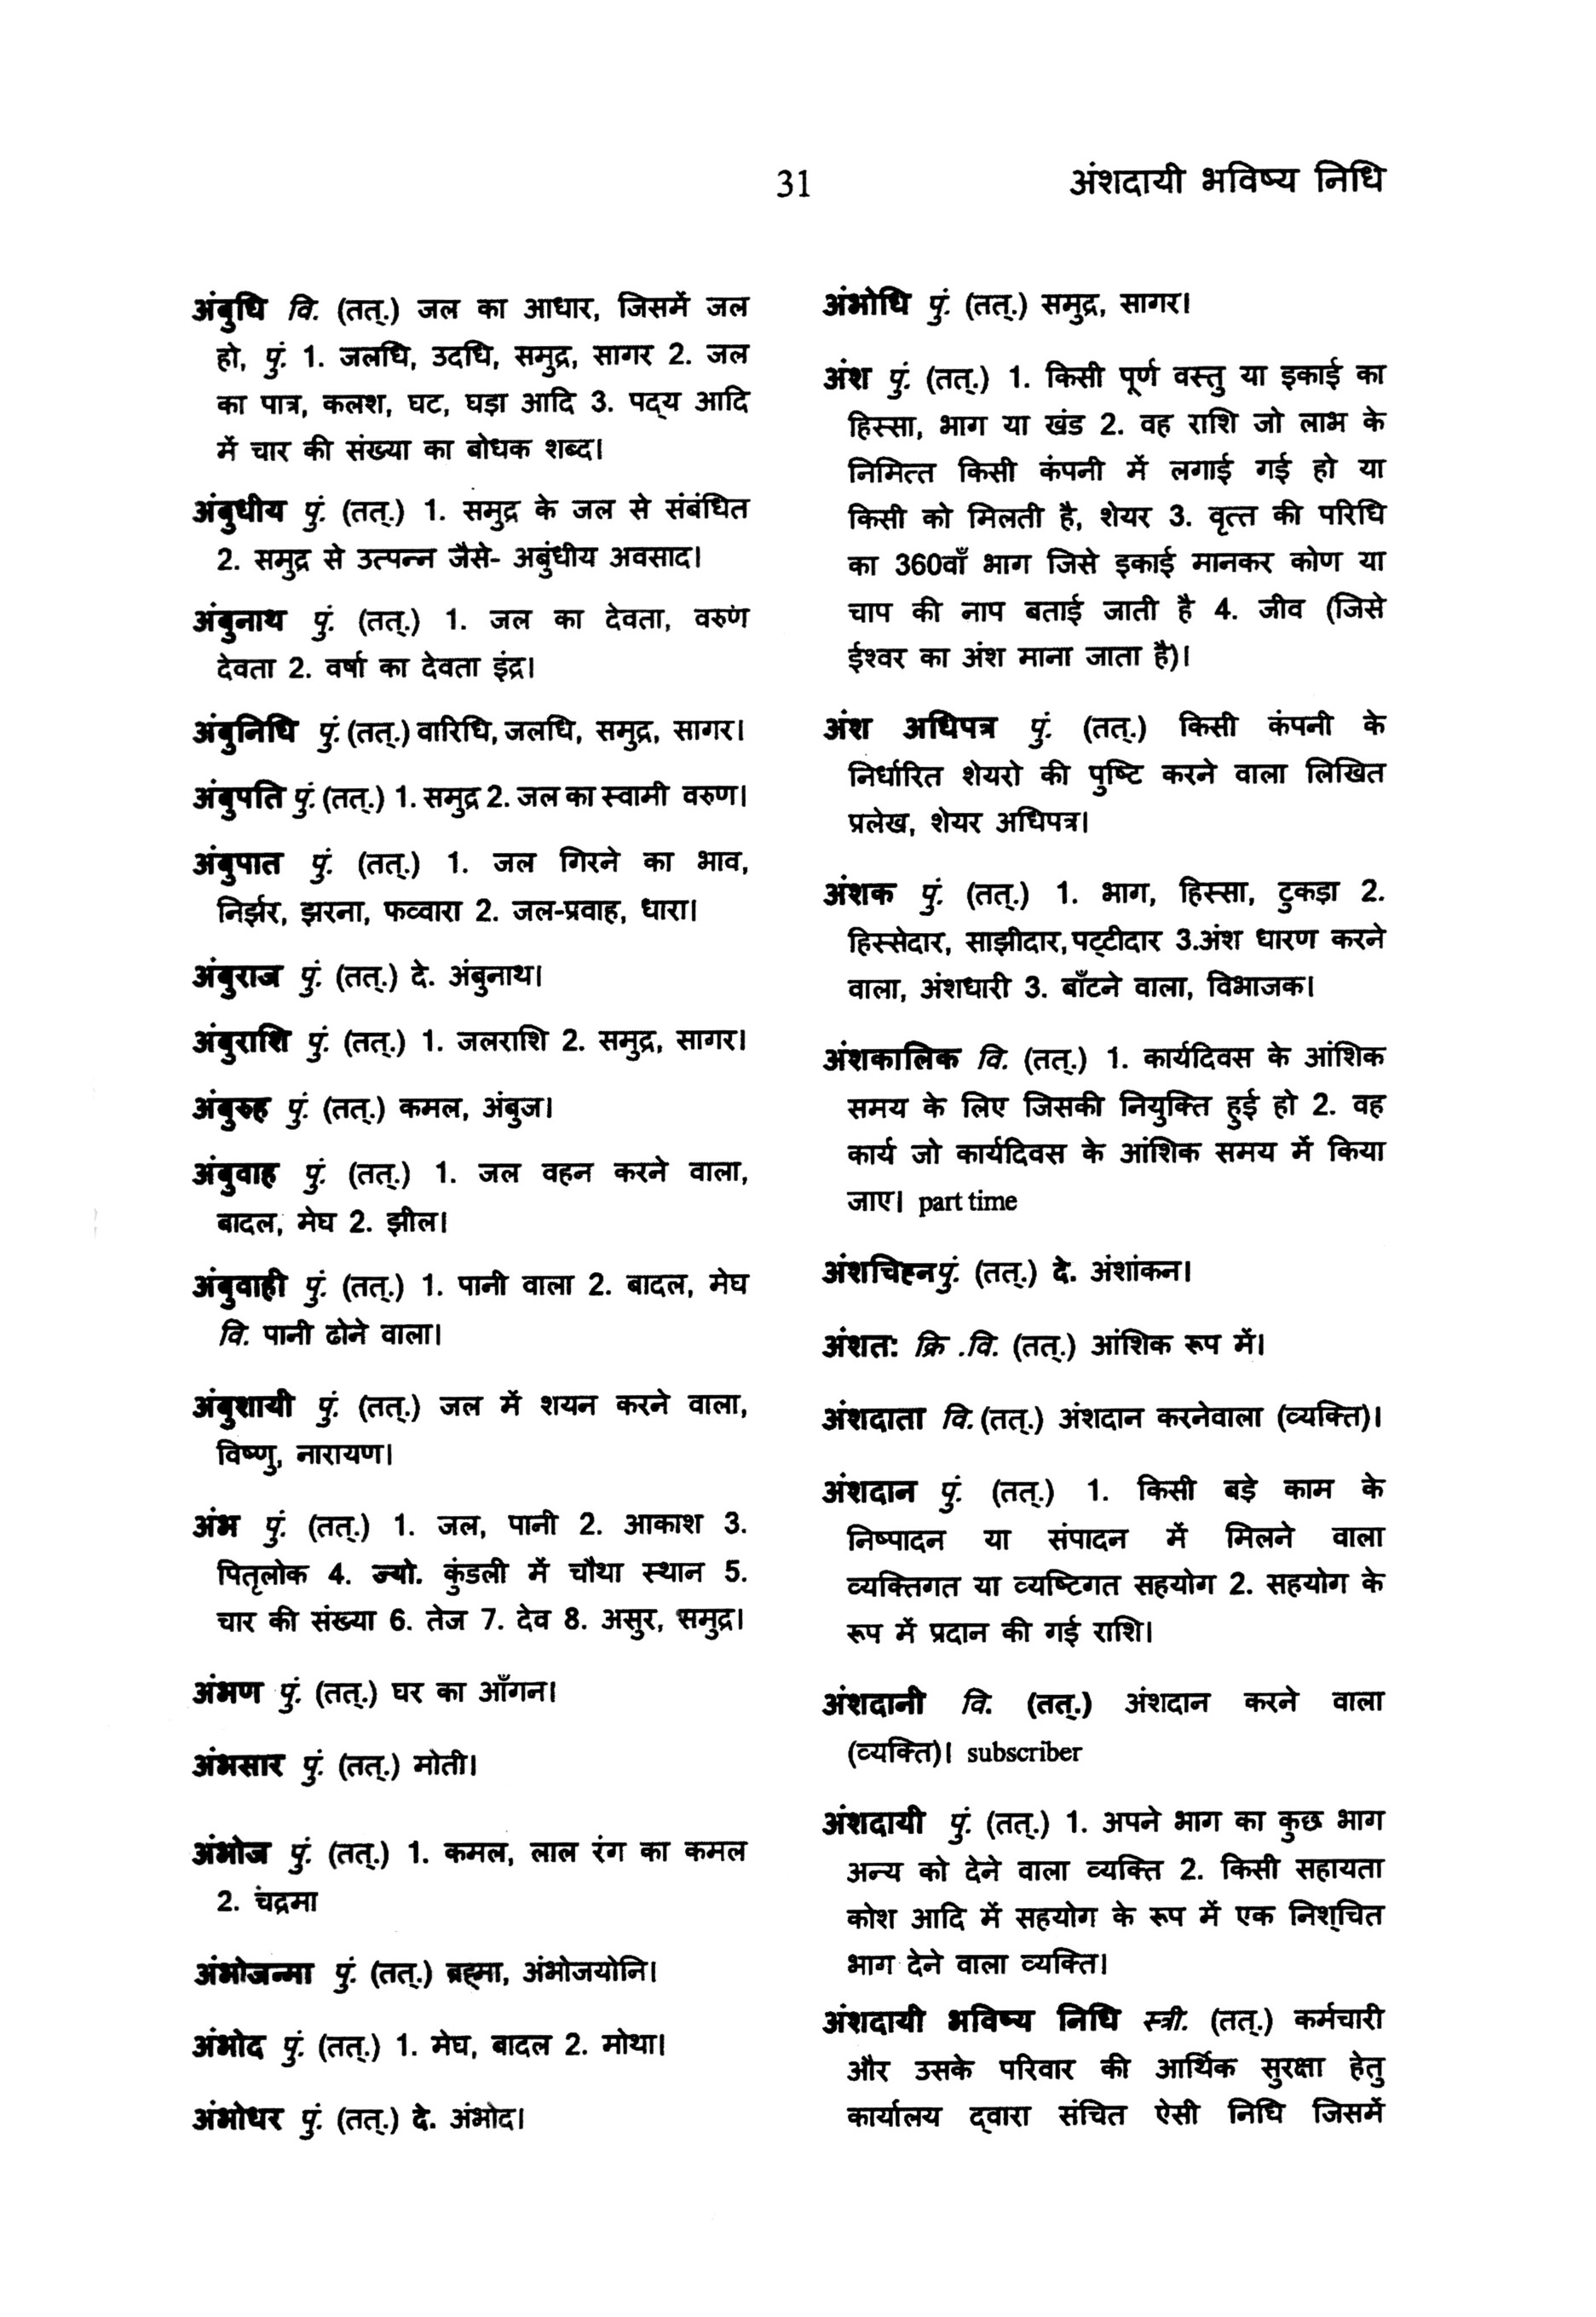 31
अंशदायी भविष्य निधि
अंबुधि वि. (तत्.) जल का आधार, जिसमें जल
हो, पुं. 1. जलधि, उदधि, समुद्र, सागर 2. जल
का पात्र, कलश, घट, घड़ा आदि 3. पद्‍य आदि
में चार की संख्या का बोधक शब्द।
अंबुधीय पुं. (तत्.) 1. समुद्र के जल से संबंधित
2. समुद्र से उत्पन्न जैसे- अबुंधीय अवसाद।
अंबुनाथ पुं. (तत्.) 1. जल का देवता, वरुण
देवता 2. वर्षा का देवता इंद्र।
अंबुनिधि पुं. (तत्.) वारिधि, जलधि, समुद्र, सागर।
अंबुपति पुं. (तत्.) 1. समुद्र 2. जल का स्वामी वरुण।
अंबुपात पुं. (तत्.) 1. जल गिरने का भाव,
निर्झर, झरना, फव्वारा 2. जल-प्रवाह, धारा।
अंबुराज पुं. (तत्.) दे. अंबुनाथ।
अंबुराशि पुं. (तत्.) 1. जलराशि 2. समुद्र, सागर।
अंबुरुह पुं. (तत्.) कमल, अंबुज।
अंबुवाह पुं. (तत्.) 1. जल वहन करने वाला,
बादल, मेघ 2. झील।
अंबुवाही पुं. (तत्.) 1. पानी वाला 2. बादल, मेघ
वि. पानी ढोने वाला।
अंबुशायी पुं. (तत्.) जल में शयन करने वाला,
विष्णु, नारायण।
अंभ पुं. (तत्.) 1. जल, पानी 2. आकाश 3.
पितृलोक 4. ज्यो. कुंडली में चौथा स्थान 5.
चार की संख्या 6. तेज 7. देव 8. असुर, समुद्र।
अंभण पुं. (तत्.) घर का आँगन।
अंभसार पुं. (तत्.) मोती।
अंभोज पुं. (तत्.) 1. कमल, लाल रंग का कमल
2. चंद्रमा
अंभोजन्मा पुं. (तत्.) ब्रह्मा, अंभोजयोनि।
अंभोद पुं. (तत्.) 1. मेघ, बादल 2. मोथा।
अंभोधर पुं. (तत्.) दे. अंभोद।
अंभोधि पुं. (तत्.) समुद्र, सागर।
अंश पुं. (तत्.) 1. किसी पूर्ण वस्तु या इकाई का
हिस्सा, भाग या खंड 2. वह राशि जो लाभ के
निमित्त किसी कंपनी में लगाई गई हो या
किसी को मिलती है, शेयर 3. वृत्त की परिधि
का 360वाँ भाग जिसे इकाई मानकर कोण या
चाप की नाप बताई जाती है 4. जीव (जिसे
ईश्वर का अंश माना जाता है)।
अंश अधिपत्र पुं. (तत्.) किसी कंपनी के
निर्धारित शेयरो की पुष्टि करने वाला लिखित
प्रलेख, शेयर अधिपत्र।
अंशक पुं. (तत्.) 1. भाग, हिस्सा, टुकड़ा 2.
हिस्सेदार, साझीदार, पट्‍टीदार 3.अंश धारण करने
वाला, अंशधारी 3. बाँटने वाला, विभाजक।
अंशकालिक वि. (तत्.) 1. कार्यदिवस के आंशिक
समय के लिए जिसकी नियुक्ति हुई हो 2. वह
कार्य जो कार्यदिवस के आंशिक समय में किया
जाए। part time
अंशचिह्न पुं. (तत्.) दे. अंशांकन।
अंशत: क्रि .वि. (तत्.) आंशिक रूप में।
अंशदाता वि. (तत्.) अंशदान करनेवाला (व्यक्ति)।
अंशदान पुं. (तत्.) 1. किसी बड़े काम के
निष्पादन या संपादन में मिलने वाला
व्यक्तिगत या व्यष्टिगत सहयोग 2. सहयोग के
रूप में प्रदान की गई राशि।
अंशदानी वि. (तत्.) अंशदान करने वाला
(व्यक्ति)। subscriber
अंशदायी पुं. (तत्.) 1. अपने भाग का कुछ भाग
अन्य को देने वाला व्यक्ति 2. किसी सहायता
कोश आदि में सहयोग के रूप में एक निश्‍चित
भाग देने वाला व्यक्ति।
अंशदायी भविष्य निधि स्त्री. (तत्.) कर्मचारी
और उसके परिवार की आर्थिक सुरक्षा हेतु
कार्यालय द्‍वारा संचित ऐसी निधि जिसमें